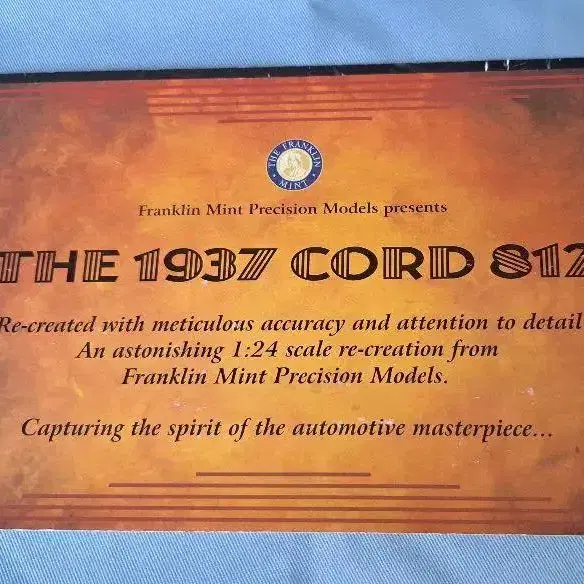 THE FRANKLIN MINT
Franklin Mint Precision Models presents
THE 1937 CORD 812
Re-created with meticulous accuracy and attention to detail
An astonishing 1:24 scale re-creation from
Franklin Mint Precision Models.
Capturing the spirit of the automotive masterpiece...